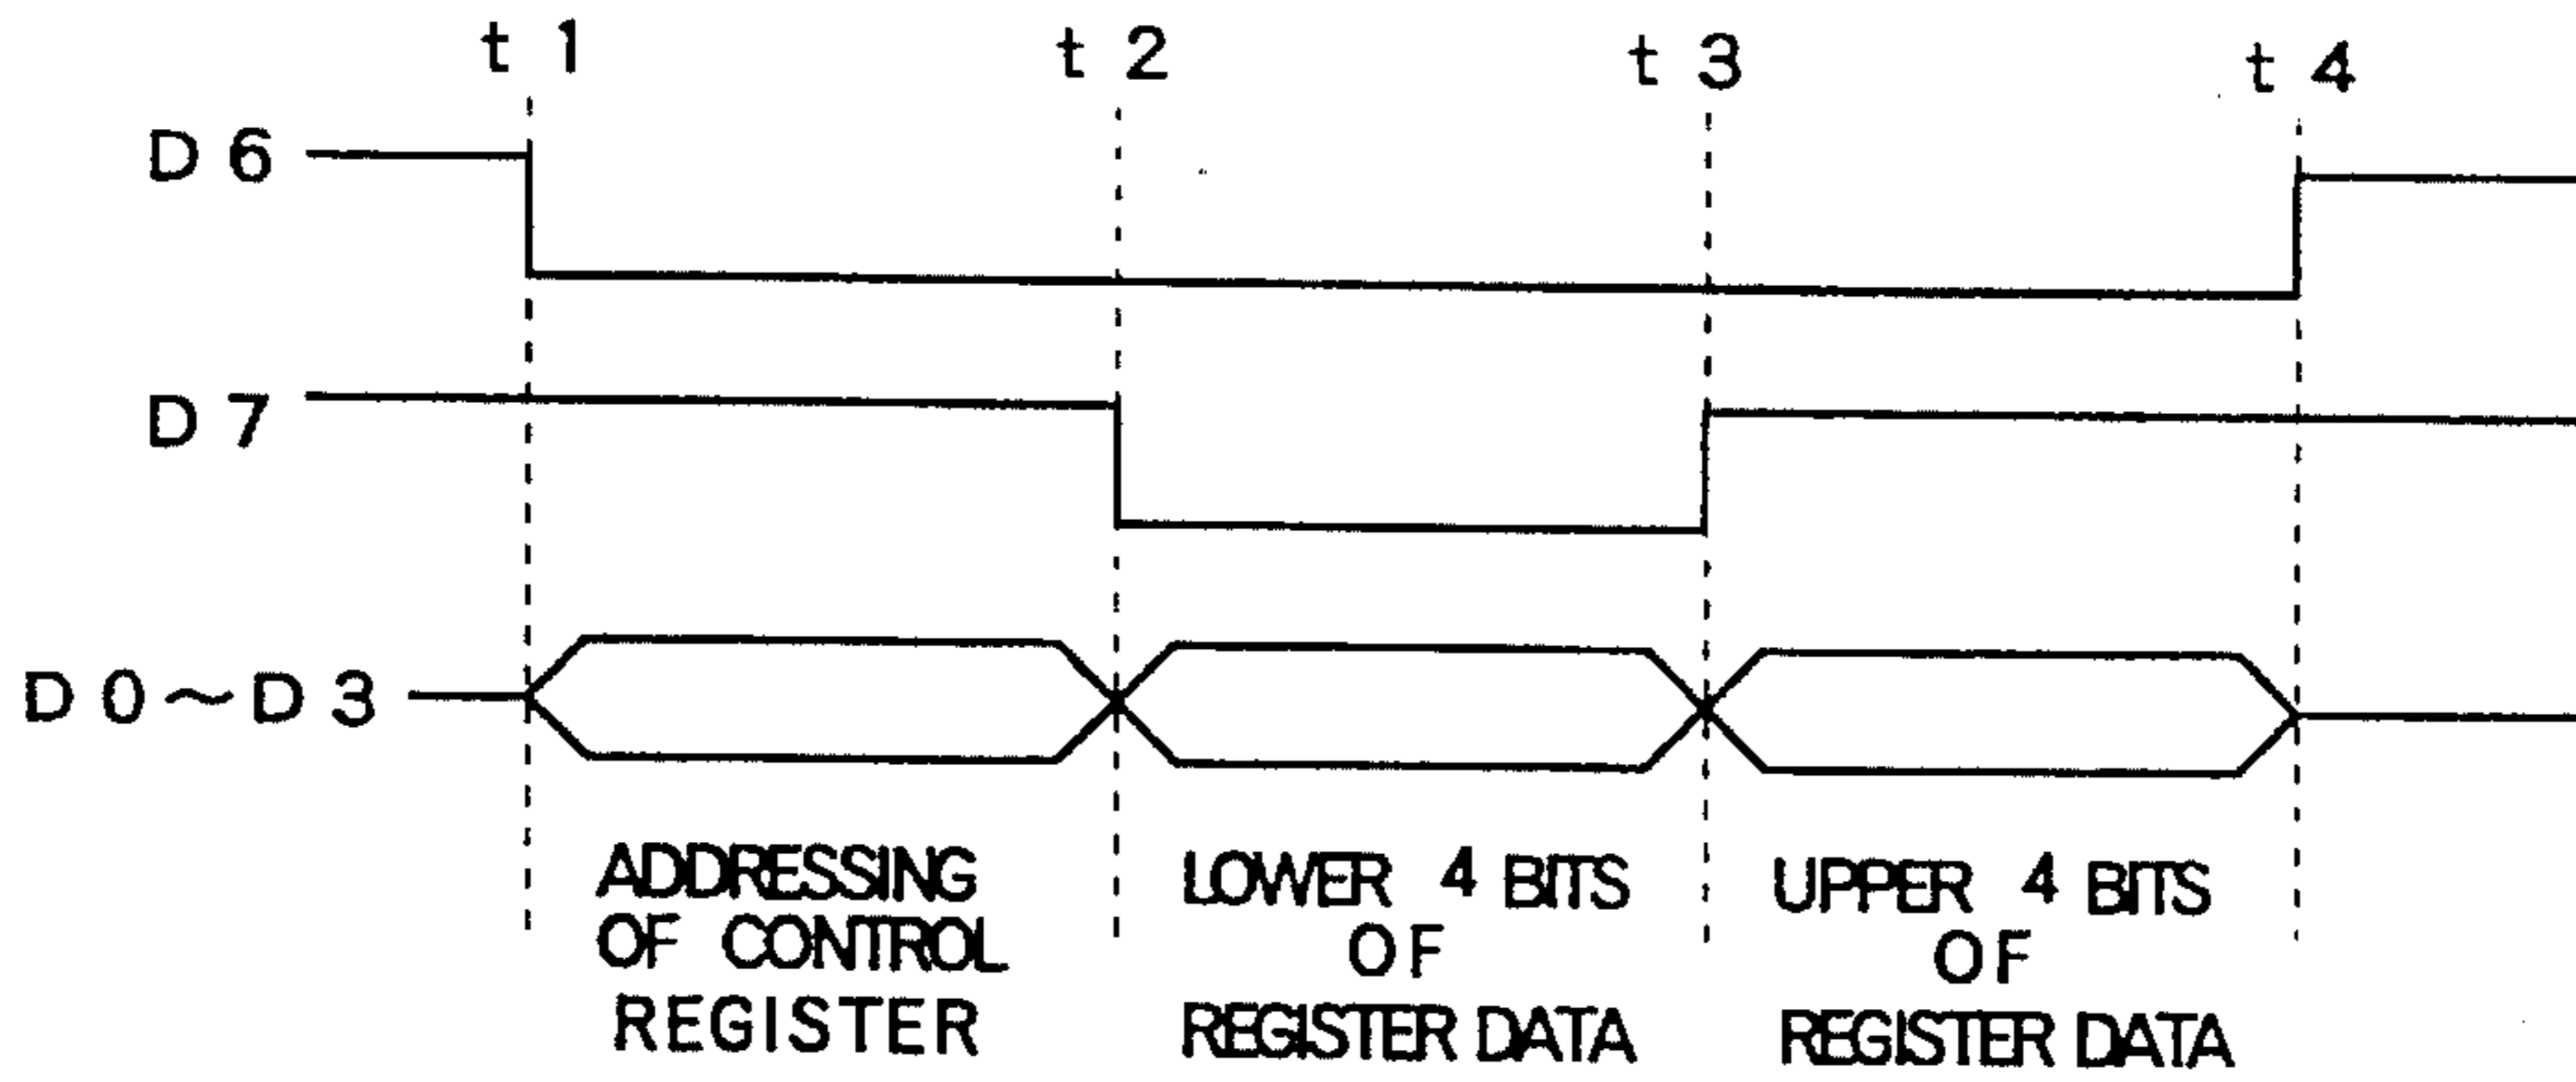 t 1
t 2
t 3
t 4
D 6
D 7
D 0～D 3
ADDRESSING
OF CONTROL
REGISTER
LOWER 4 BITS
OF
REGISTER DATA
UPPER 4 BITS
OF
REGISTER DATA